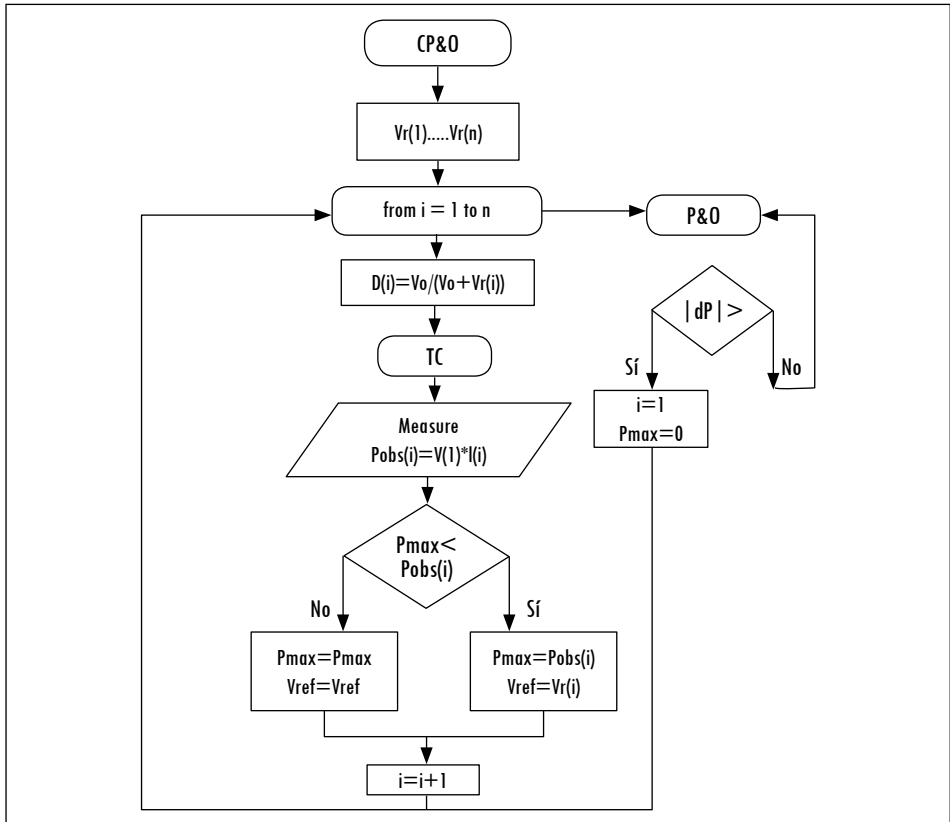 CP&O
Vr(1).....Vr(n)
from i = 1 to n
P&O
D(i)=Vo/(Vo+Vr(i))
|dP|>
TC
Sí
No
i=1
Pmax=0
Measure
Pobs(i)=V(1)*I(i)
Pmax<
Pobs(i)
No
Sí
Pmax=Pmax
Vref=Vref
Pmax=Pobs(i)
Vref=Vr(i)
i=i+1